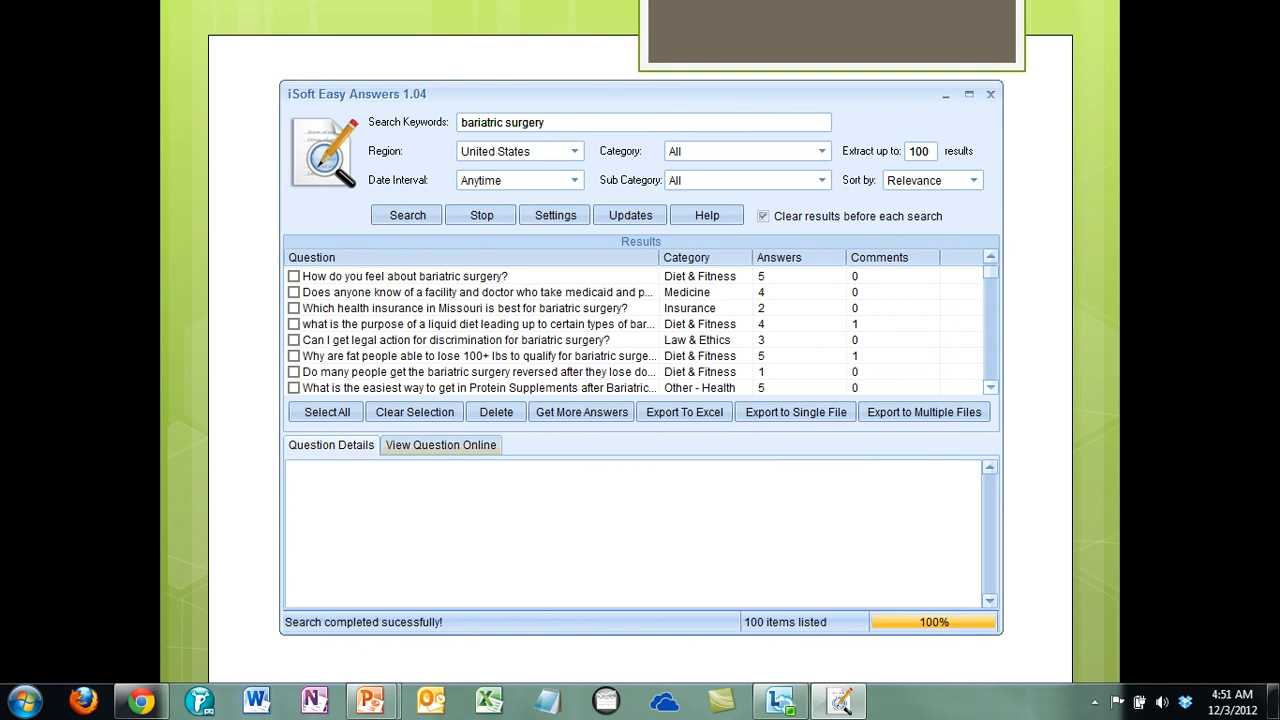 iSoft Easy Answers 1.04
Search Keywords: bariatric surgery
Region: United States Category: All Extract up to: 100 results
Date Interval: Anytime Sub Category: All Sort by: Relevance
Search Stop Settings Updates Help Clear results before each search
Results
Question Category Answers Comments
How do you feel about bariatric surgery? Diet & Fitness 5 0
Does anyone know of a facility and doctor who take medicaid and p... Medicine 4 0
Which health insurance in Missouri is best for bariatric surgery? Insurance 2 0
what is the purpose of a liquid diet leading up to certain types of bar... Diet & Fitness 4 1
Can I get legal action for discrimination for bariatric surgery? Law & Ethics 3 0
Why are fat people able to lose 100+ lbs to qualify for bariatric surge... Diet & Fitness 5 1
Do many people get the bariatric surgery reversed after they lose do... Diet & Fitness 1 0
What is the easiest way to get in Protein Supplements after Bariatric... Other - Health 5 0
Select All Clear Selection Delete Get More Answers Export To Excel Export to Single File Export to Multiple Files
Question Details View Question Online
Search completed sucessfully! 100 items listed 100%
4:51 AM
12/3/2012